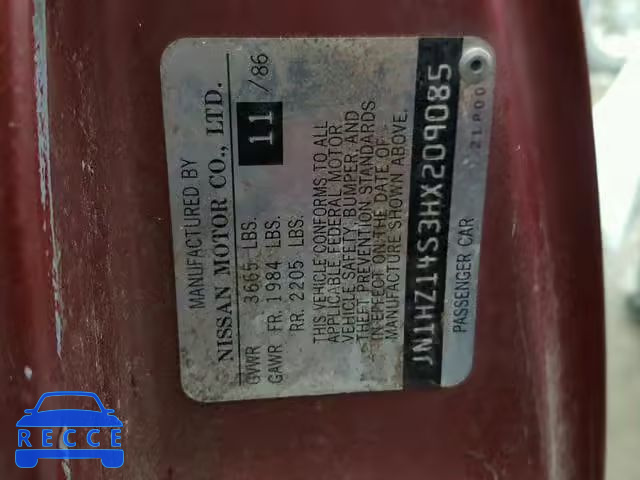 MANUFACTURED BY
NISSAN MOTOR CO., LTD.
11 /86
GVWR 3665 LBS.
GAWR FR. 1984 LBS.
RR. 2205 LBS.
THIS VEHICLE CONFORMS TO ALL
APPLICABLE FEDERAL MOTOR
VEHICLE SAFETY, BUMPER, AND
THEFT PREVENTION STANDARDS
IN EFFECT ON THE DATE OF
MANUFACTURE SHOWN ABOVE.
JN1HZ14S3HX209085
21P00
PASSENGER CAR
RECCE